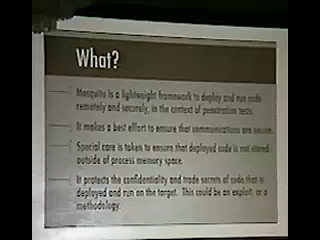 What?
Mosquito is a lightweight framework to deploy and run code
remotely and securely, in the context of penetration tests.
It makes a best effort to ensure that communications are secure.
Special care is taken to ensure that deployed code is not stored
outside of process memory space.
It protects the confidentiality and trade secrets of code that is
deployed and run on the target. This could be an exploit, or a
methodology.